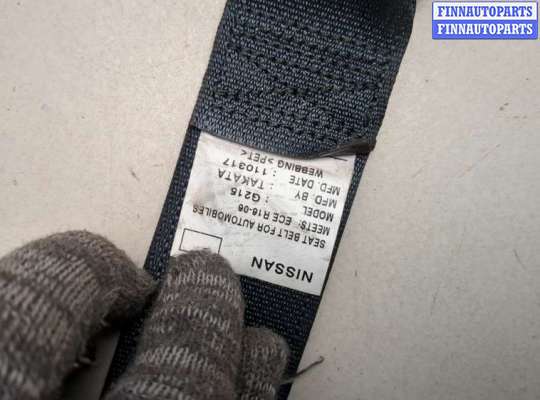 FINNAUTOPARTS
FINNAUTOPARTS
NISSAN
SEAT BELT FOR AUTOMOBILES
MEETS: ECE R16-06
MODEL : G215
MFD. BY : TAKATA
MFD. DATE : 110317
WEBBING >PET<